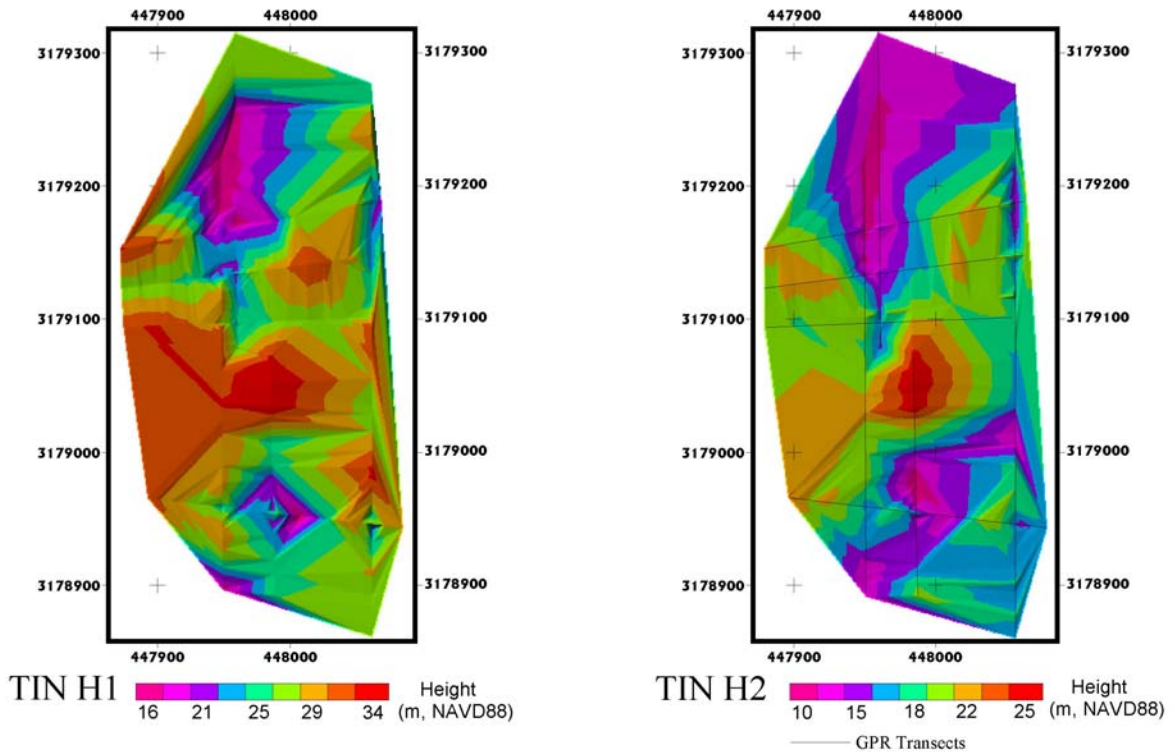 447900 448000
3179300 3179300
3179200 3179200
3179100 3179100
3179000 3179000
3178900 3178900
447900 448000
TIN H1
16 21 25 29 34
Height
(m, NAVD88)
447900 448000
3179300 3179300
3179200 3179200
3179100 3179100
3179000 3179000
3178900 3178900
447900 448000
TIN H2
10 15 18 22 25
Height
(m, NAVD88)
GPR Transects